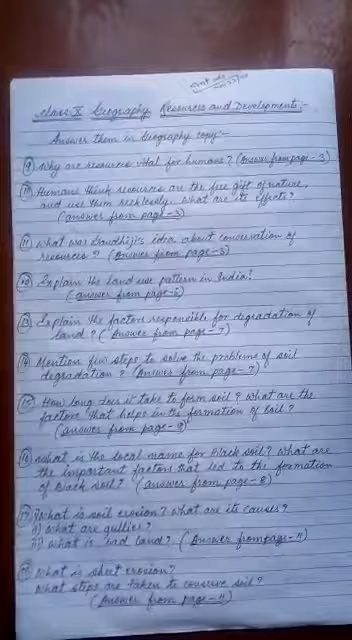 Class X Geography Resources and Development:-
Answer them in Geography copy:-
9 Why are resources vital for humans? (Answer from page - 3)
10 Humans think resources are the free gift of nature,
and use them recklessly. What are its effects?
(answer from page - 3)
11 What was Gandhiji's idea about conservation of
resources? (Answer from page - 5)
12 Explain the land use pattern in India!
(answer from page - 5)
13 Explain the factors responsible for degradation of
land? (Answer from page - 7)
14 Mention few steps to solve the problems of soil
degradation? (Answer from page - 7)
15 How long does it take to form soil? What are the
factors that helps in the formation of soil?
(answer from page - 9)
16 What is the local name for Black soil? What are
the important factors that led to the formation
of Black soil? (answer from page - 8)
17 i) What is soil erosion? what are its causes?
ii) What are gullies?
iii) What is bad land? (Answer from page - 11)
18 What is sheet erosion?
What steps are taken to conserve soil?
(Answer from page - 11)